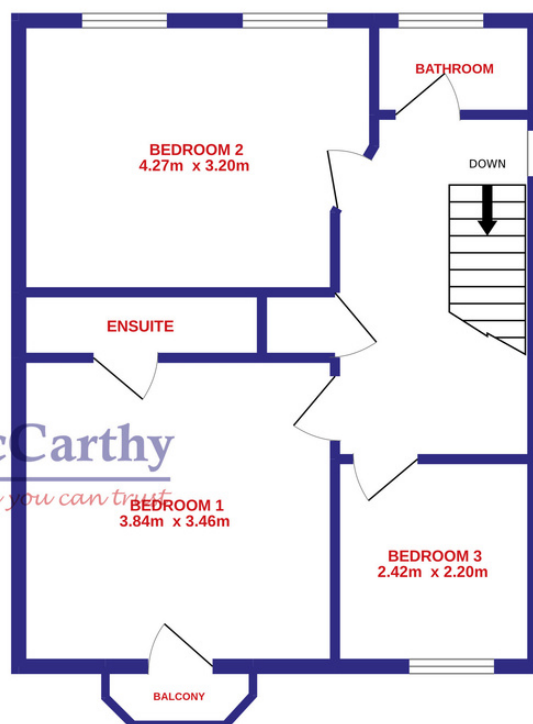 BATHROOM
BEDROOM 2
4.27m x 3.20m
DOWN
ENSUITE
cCarthy
you can trust
BEDROOM 1
3.84m x 3.46m
BEDROOM 3
2.42m x 2.20m
BALCONY